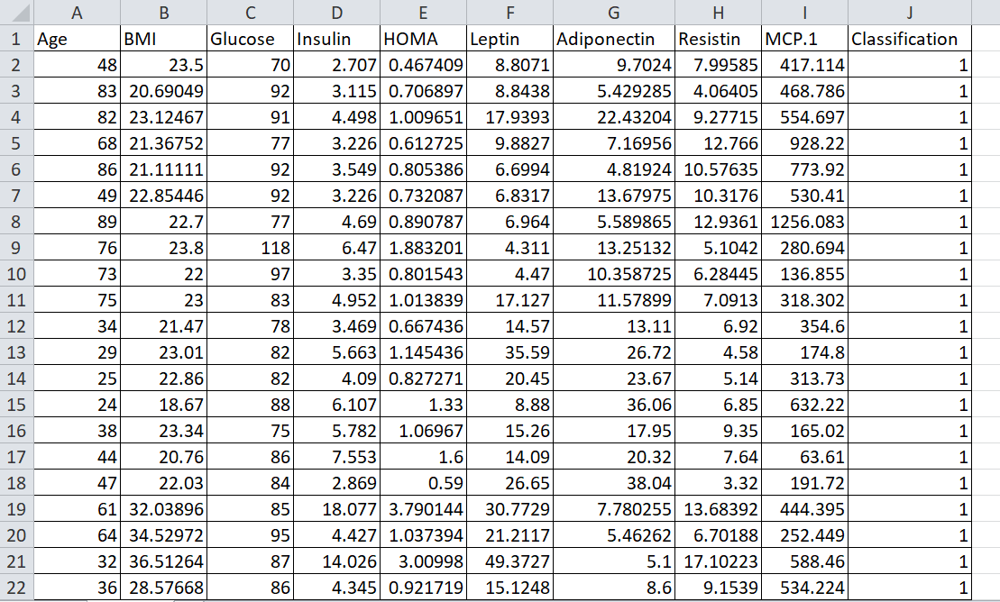 A B C D E F G H I J
1 Age BMI Glucose Insulin HOMA Leptin Adiponectin Resistin MCP.1 Classification
2 48 23.5 70 2.707 0.467409 8.8071 9.7024 7.99585 417.114 1
3 83 20.69049 92 3.115 0.706897 8.8438 5.429285 4.06405 468.786 1
4 82 23.12467 91 4.498 1.009651 17.9393 22.43204 9.27715 554.697 1
5 68 21.36752 77 3.226 0.612725 9.8827 7.16956 12.766 928.22 1
6 86 21.11111 92 3.549 0.805386 6.6994 4.81924 10.57635 773.92 1
7 49 22.85446 92 3.226 0.732087 6.8317 13.67975 10.3176 530.41 1
8 89 22.7 77 4.69 0.890787 6.964 5.589865 12.9361 1256.083 1
9 76 23.8 118 6.47 1.883201 4.311 13.25132 5.1042 280.694 1
10 73 22 97 3.35 0.801543 4.47 10.358725 6.28445 136.855 1
11 75 23 83 4.952 1.013839 17.127 11.57899 7.0913 318.302 1
12 34 21.47 78 3.469 0.667436 14.57 13.11 6.92 354.6 1
13 29 23.01 82 5.663 1.145436 35.59 26.72 4.58 174.8 1
14 25 22.86 82 4.09 0.827271 20.45 23.67 5.14 313.73 1
15 24 18.67 88 6.107 1.33 8.88 36.06 6.85 632.22 1
16 38 23.34 75 5.782 1.06967 15.26 17.95 9.35 165.02 1
17 44 20.76 86 7.553 1.6 14.09 20.32 7.64 63.61 1
18 47 22.03 84 2.869 0.59 26.65 38.04 3.32 191.72 1
19 61 32.03896 85 18.077 3.790144 30.7729 7.780255 13.68392 444.395 1
20 64 34.52972 95 4.427 1.037394 21.2117 5.46262 6.70188 252.449 1
21 32 36.51264 87 14.026 3.00998 49.3727 5.1 17.10223 588.46 1
22 36 28.57668 86 4.345 0.921719 15.1248 8.6 9.1539 534.224 1